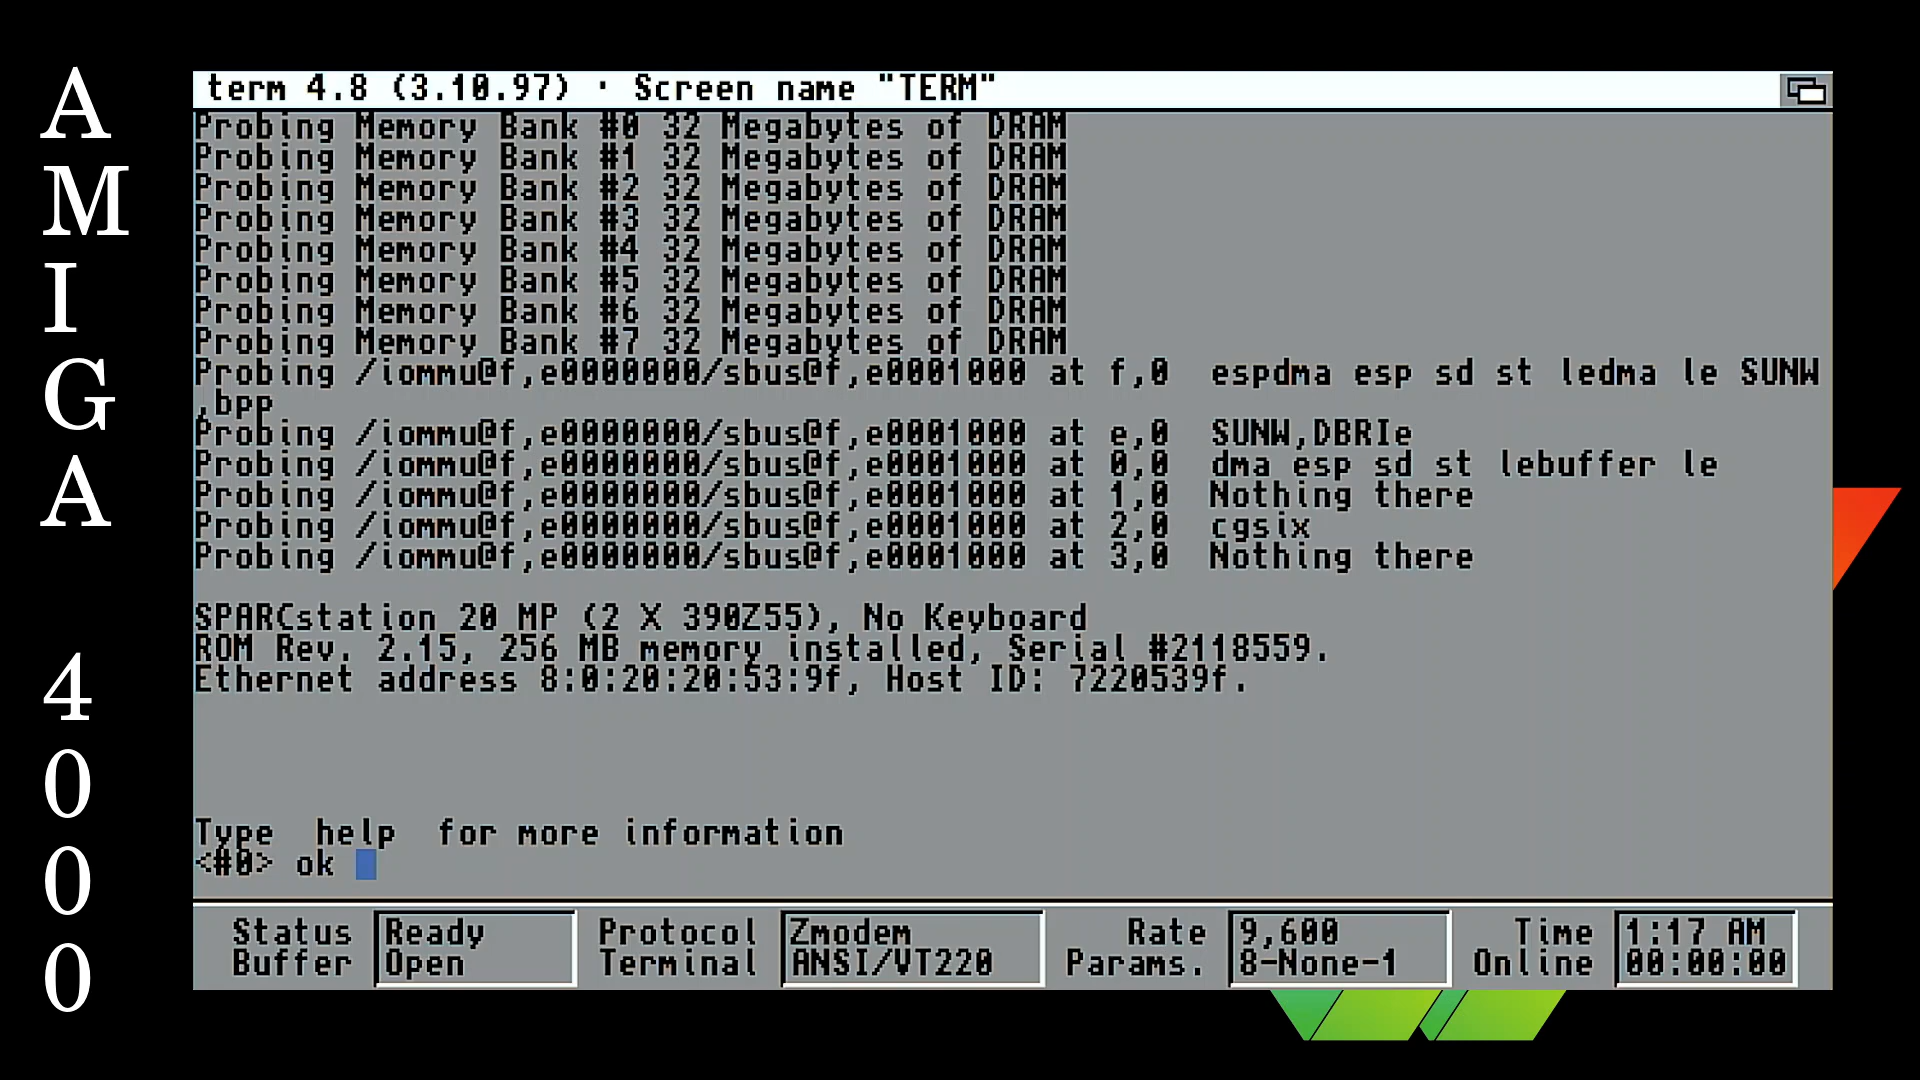 AMIGA 4000
term 4.8 (3.10.97) · Screen name "TERM"
Probing Memory Bank #0 32 Megabytes of DRAM
Probing Memory Bank #1 32 Megabytes of DRAM
Probing Memory Bank #2 32 Megabytes of DRAM
Probing Memory Bank #3 32 Megabytes of DRAM
Probing Memory Bank #4 32 Megabytes of DRAM
Probing Memory Bank #5 32 Megabytes of DRAM
Probing Memory Bank #6 32 Megabytes of DRAM
Probing Memory Bank #7 32 Megabytes of DRAM
Probing /iommu@f,e0000000/sbus@f,e0001000 at f,0  espdma esp sd st ledma le SUNW
,bpp
Probing /iommu@f,e0000000/sbus@f,e0001000 at e,0  SUNW,DBRIe
Probing /iommu@f,e0000000/sbus@f,e0001000 at 0,0  dma esp sd st lebuffer le
Probing /iommu@f,e0000000/sbus@f,e0001000 at 1,0  Nothing there
Probing /iommu@f,e0000000/sbus@f,e0001000 at 2,0  cgsix
Probing /iommu@f,e0000000/sbus@f,e0001000 at 3,0  Nothing there
SPARCstation 20 MP (2 X 390Z55), No Keyboard
ROM Rev. 2.15, 256 MB memory installed, Serial #2118559.
Ethernet address 8:0:20:20:53:9f, Host ID: 7220539f.
Type  help  for more information
<#0> ok
Status Ready Protocol Zmodem Rate 9,600 Time 1:17 AM
Buffer Open Terminal ANSI/VT220 Params. 8-None-1 Online 00:00:00